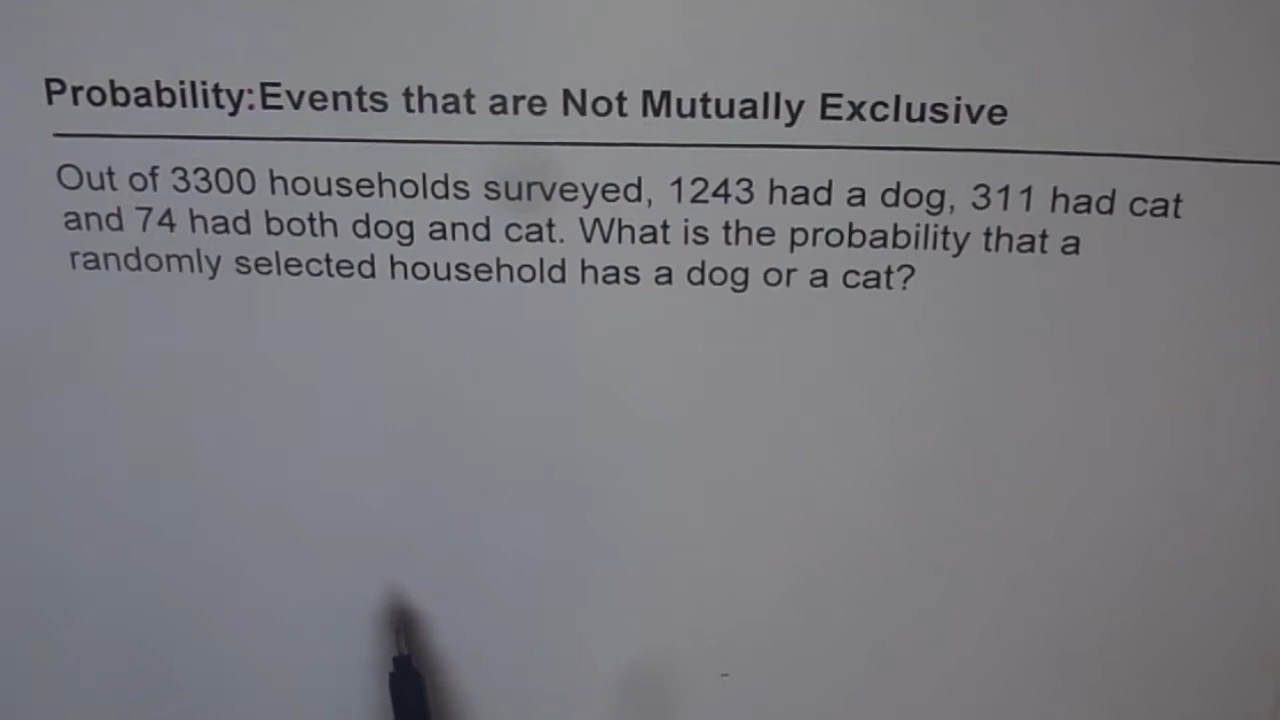 Probability:Events that are Not Mutually Exclusive
Out of 3300 households surveyed, 1243 had a dog, 311 had cat
and 74 had both dog and cat. What is the probability that a
randomly selected household has a dog or a cat?